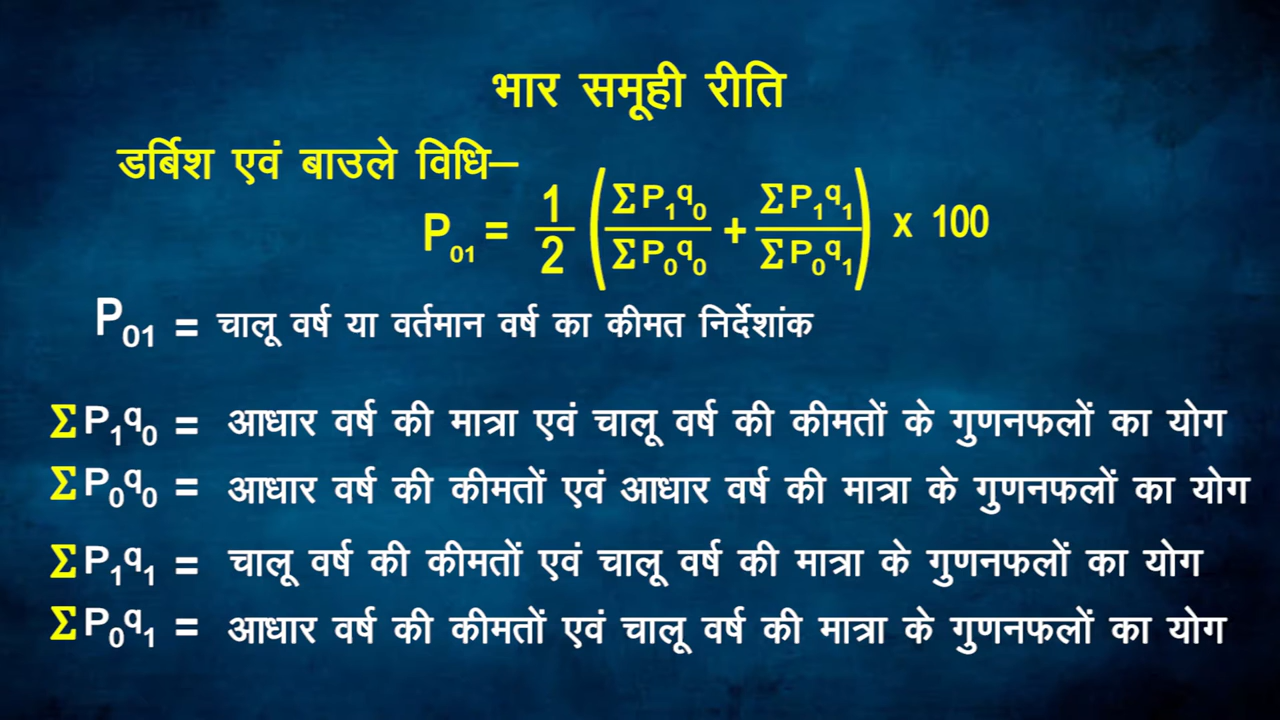 भार समूही रीति
डर्बिश एवं बाउले विधि–
P₀₁ = 1/2 (ΣP₁q₀/ΣP₀q₀ + ΣP₁q₁/ΣP₀q₁) x 100
P₀₁ = चालू वर्ष या वर्तमान वर्ष का कीमत निर्देशांक
ΣP₁q₀ = आधार वर्ष की मात्रा एवं चालू वर्ष की कीमतों के गुणनफलों का योग
ΣP₀q₀ = आधार वर्ष की कीमतों एवं आधार वर्ष की मात्रा के गुणनफलों का योग
ΣP₁q₁ = चालू वर्ष की कीमतों एवं चालू वर्ष की मात्रा के गुणनफलों का योग
ΣP₀q₁ = आधार वर्ष की कीमतों एवं चालू वर्ष की मात्रा के गुणनफलों का योग